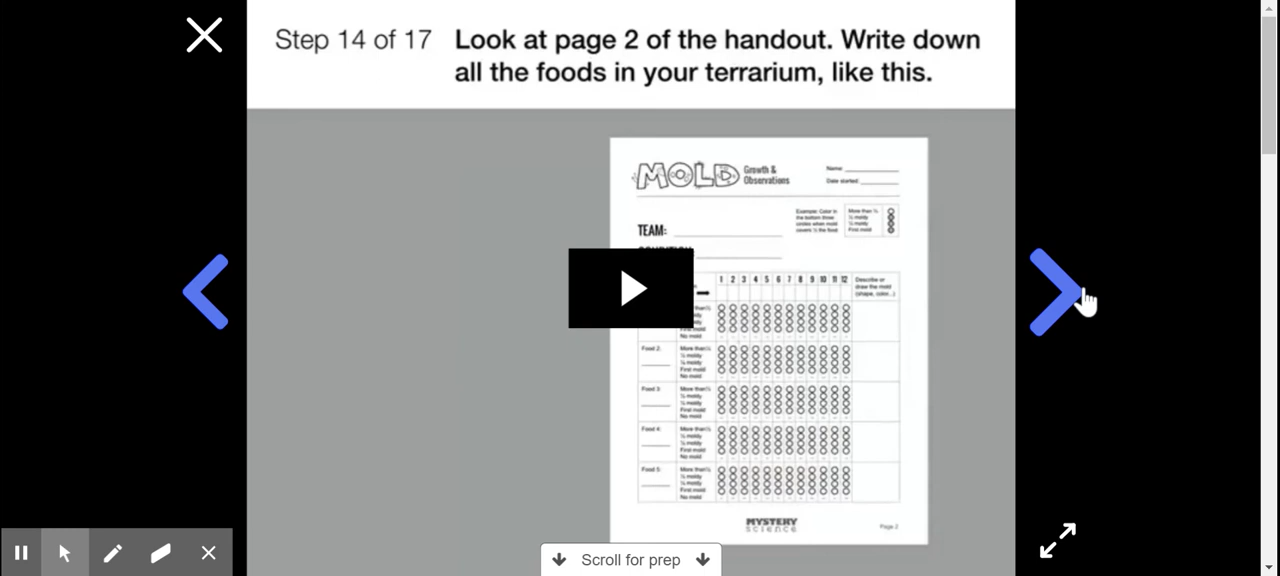 Step 14 of 17 Look at page 2 of the handout. Write down
all the foods in your terrarium, like this.
MOLD Growth &
Observations
Name:
Date started:
TEAM:
Example: Color in
the bottom three
circles when mold
covers ½ the food
More than ½
½ moldy
¼ moldy
First mold
1 2 3 4 5 6 7 8 9 10 11 12
Describe or
draw the mold
(shape, color...)
No mold
Food 2:
More than ½
½ moldy
¼ moldy
First mold
No mold
Food 3:
More than ½
½ moldy
¼ moldy
First mold
No mold
Food 4:
More than ½
½ moldy
¼ moldy
First mold
No mold
Food 5:
More than ½
½ moldy
¼ moldy
First mold
No mold
MYSTERY
science
Page 2
Scroll for prep